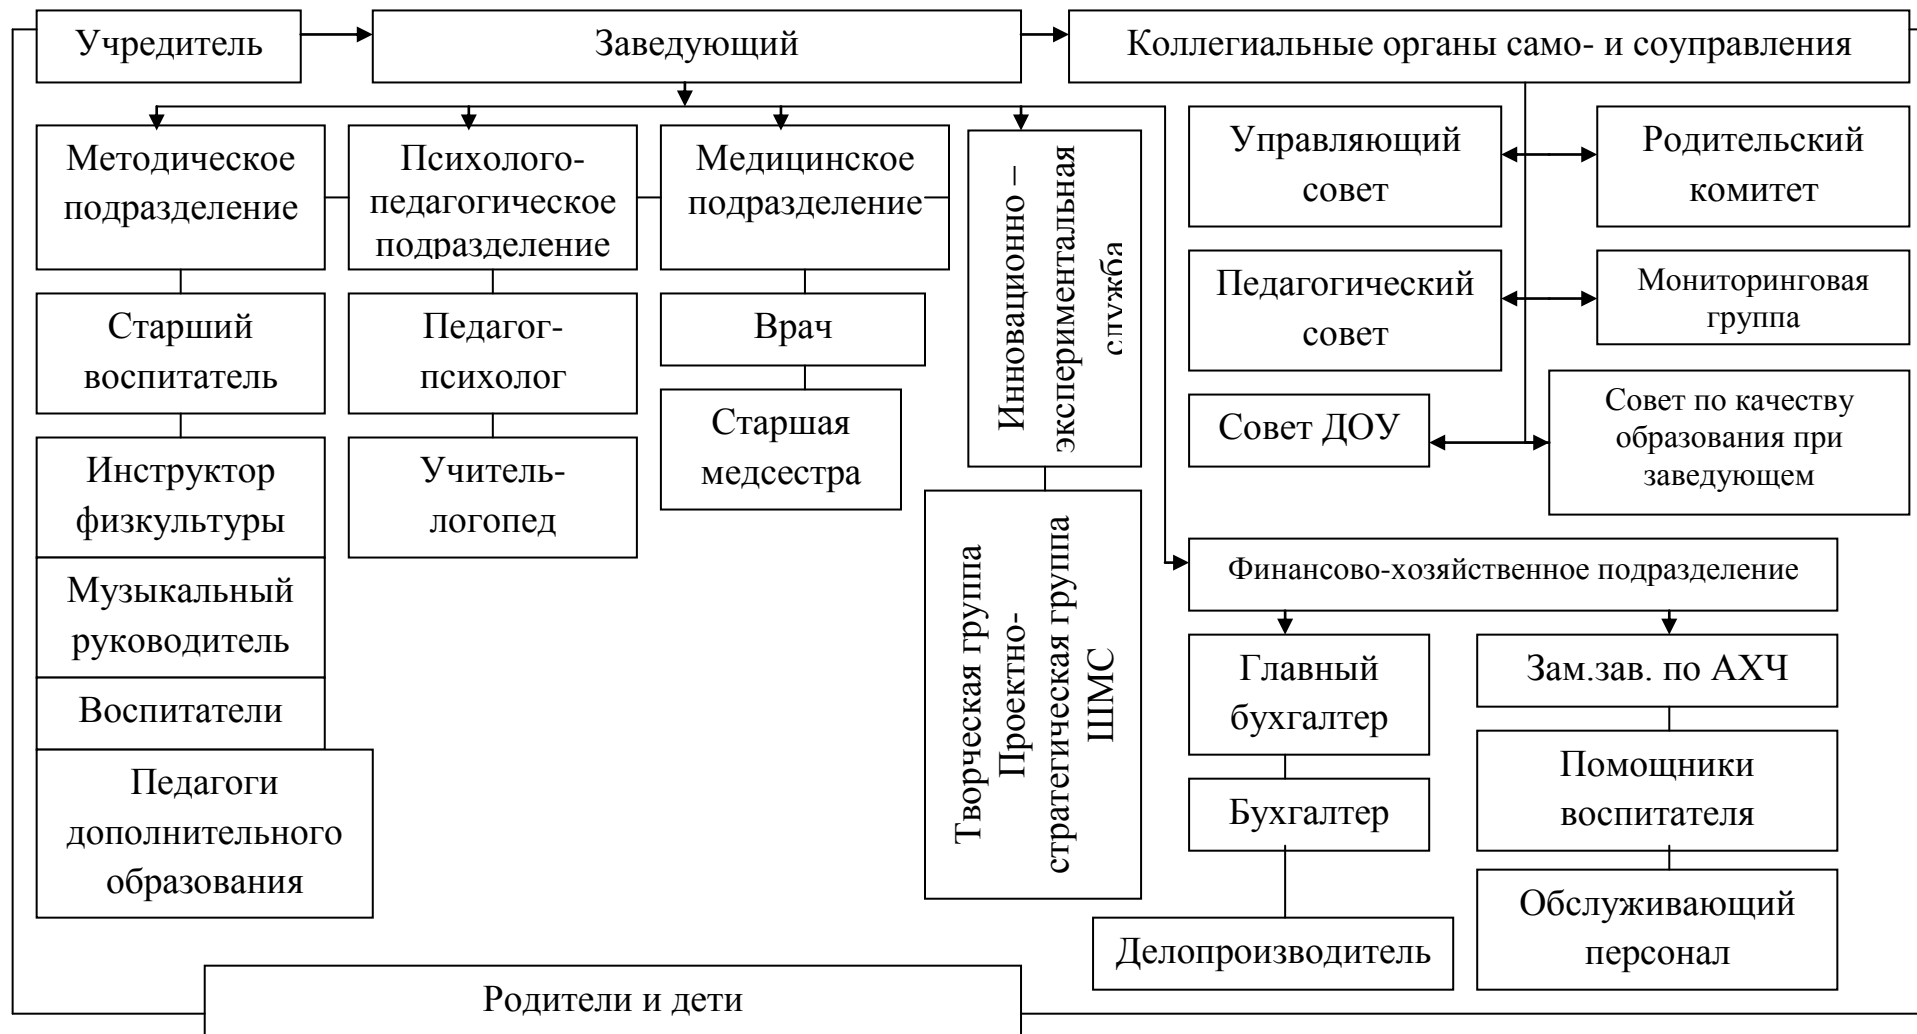 Учредитель
Заведующий
Коллегиальные органы само- и соуправления
Методическое
подразделение
Психолого-
педагогическое
подразделение
Медицинское
подразделение
Инновационно –
экспериментальная
служба
Управляющий
совет
Родительский
комитет
Педагогический
совет
Мониторинговая
группа
Совет ДОУ
Совет по качеству
образования при
заведующем
Старший
воспитатель
Педагог-
психолог
Врач
Старшая
медсестра
Инструктор
физкультуры
Учитель-
логопед
Музыкальный
руководитель
Воспитатели
Педагоги
дополнительного
образования
Творческая группа
Проектно-
стратегическая группа
ШМС
Финансово-хозяйственное подразделение
Главный
бухгалтер
Зам.зав. по АХЧ
Бухгалтер
Помощники
воспитателя
Делопроизводитель
Обслуживающий
персонал
Родители и дети